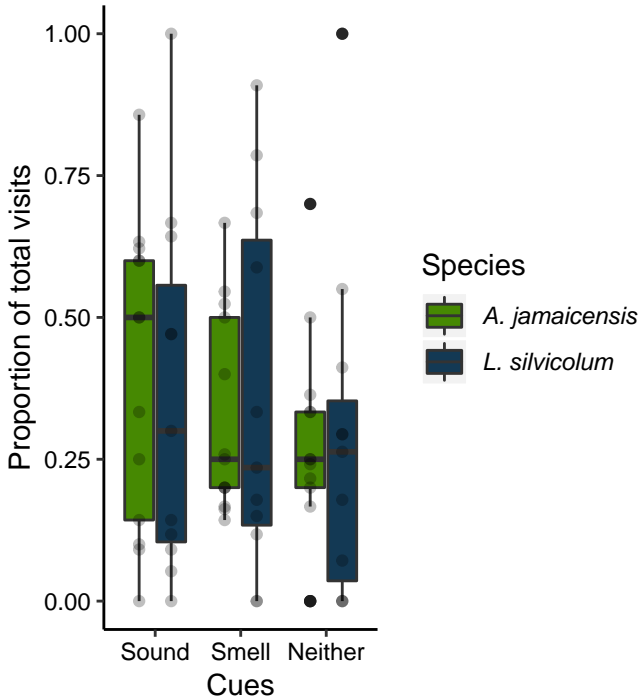 1.00
0.75
0.50
0.25
0.00
Proportion of total visits
Sound Smell Neither
Cues
Species
A. jamaicensis
L. silvicolum